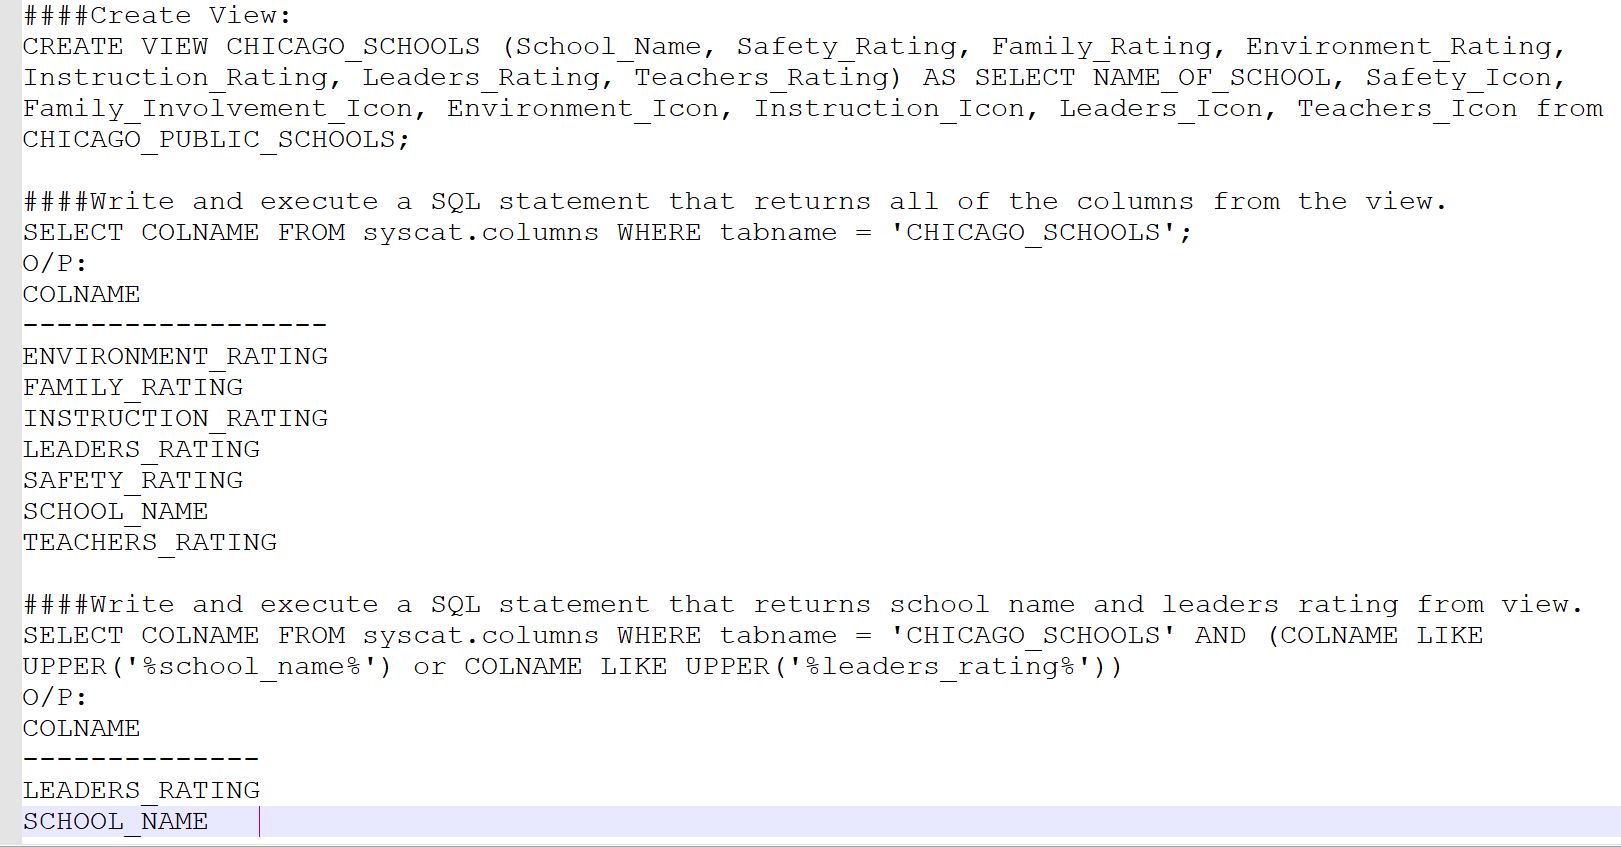 ####Create View:
CREATE VIEW CHICAGO_SCHOOLS (School_Name, Safety_Rating, Family_Rating, Environment_Rating,
Instruction_Rating, Leaders_Rating, Teachers_Rating) AS SELECT NAME_OF_SCHOOL, Safety_Icon,
Family_Involvement_Icon, Environment_Icon, Instruction_Icon, Leaders_Icon, Teachers_Icon from
CHICAGO_PUBLIC_SCHOOLS;
####Write and execute a SQL statement that returns all of the columns from the view.
SELECT COLNAME FROM syscat.columns WHERE tabname = 'CHICAGO_SCHOOLS';
O/P:
COLNAME
------------------
ENVIRONMENT_RATING
FAMILY_RATING
INSTRUCTION_RATING
LEADERS_RATING
SAFETY_RATING
SCHOOL_NAME
TEACHERS_RATING
####Write and execute a SQL statement that returns school name and leaders rating from view.
SELECT COLNAME FROM syscat.columns WHERE tabname = 'CHICAGO_SCHOOLS' AND (COLNAME LIKE
UPPER('%school_name%') or COLNAME LIKE UPPER('%leaders_rating%'))
O/P:
COLNAME
--------------
LEADERS_RATING
SCHOOL_NAME